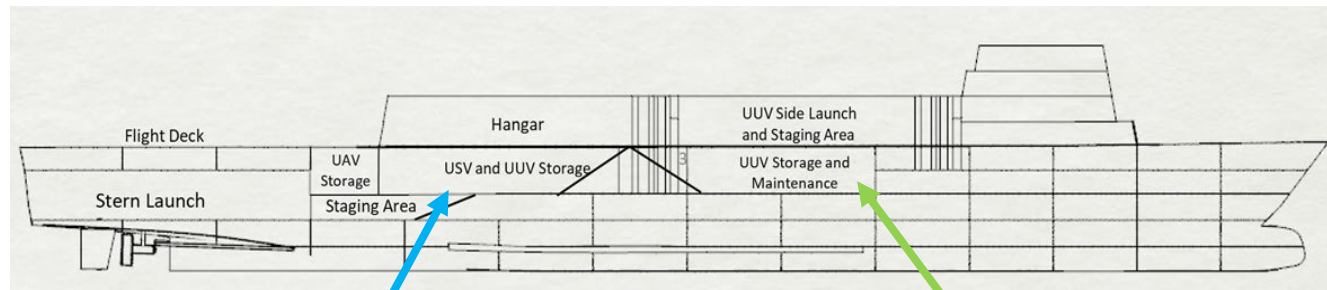 Flight Deck
Hangar
UUV Side Launch
and Staging Area
UAV
Storage
USV and UUV Storage
3
UUV Storage and
Maintenance
Stern Launch
Staging Area